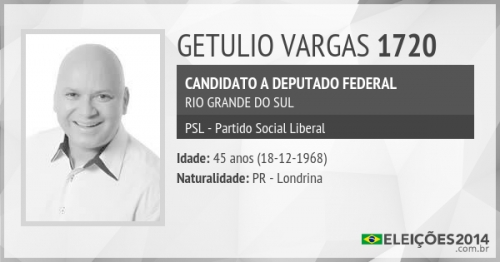 GETULIO VARGAS 1720
CANDIDATO A DEPUTADO FEDERAL
RIO GRANDE DO SUL
PSL - Partido Social Liberal
Idade: 45 anos (18-12-1968)
Naturalidade: PR - Londrina
ELEIÇÕES2014
.com.br